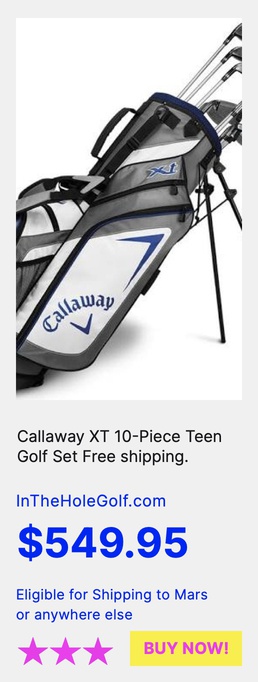 xt
Callaway
Callaway XT 10-Piece Teen
Golf Set Free shipping.
InTheHoleGolf.com
$549.95
Eligible for Shipping to Mars
or anywhere else
BUY NOW!